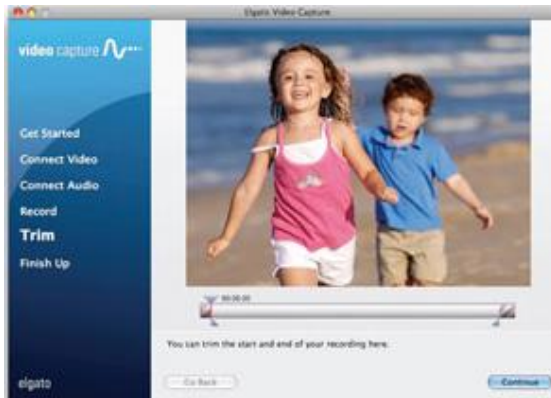 Elgato Video Capture
video capture
Get Started
Connect Video
Connect Audio
Record
Trim
Finish Up
00:00:00
You can trim the start and end of your recording here.
elgato
Go Back
Continue